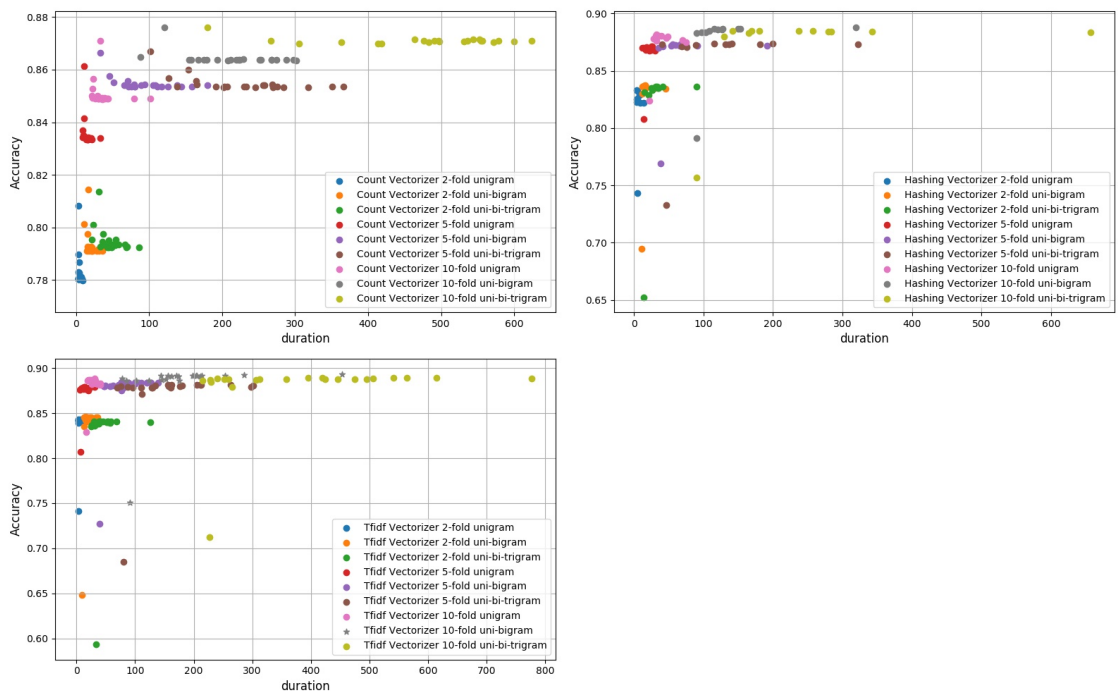 0.88
0.86
0.84
0.82
0.80
0.78
Accuracy
0
100
200
300
400
500
600
duration
Count Vectorizer 2-fold unigram
Count Vectorizer 2-fold uni-bigram
Count Vectorizer 2-fold uni-bi-trigram
Count Vectorizer 5-fold unigram
Count Vectorizer 5-fold uni-bigram
Count Vectorizer 5-fold uni-bi-trigram
Count Vectorizer 10-fold unigram
Count Vectorizer 10-fold uni-bigram
Count Vectorizer 10-fold uni-bi-trigram
0.90
0.85
0.80
0.75
0.70
0.65
Accuracy
0
100
200
300
400
500
600
duration
Hashing Vectorizer 2-fold unigram
Hashing Vectorizer 2-fold uni-bigram
Hashing Vectorizer 2-fold uni-bi-trigram
Hashing Vectorizer 5-fold unigram
Hashing Vectorizer 5-fold uni-bigram
Hashing Vectorizer 5-fold uni-bi-trigram
Hashing Vectorizer 10-fold unigram
Hashing Vectorizer 10-fold uni-bigram
Hashing Vectorizer 10-fold uni-bi-trigram
0.90
0.85
0.80
0.75
0.70
0.65
0.60
Accuracy
0
100
200
300
400
500
600
700
800
duration
Tfidf Vectorizer 2-fold unigram
Tfidf Vectorizer 2-fold uni-bigram
Tfidf Vectorizer 2-fold uni-bi-trigram
Tfidf Vectorizer 5-fold unigram
Tfidf Vectorizer 5-fold uni-bigram
Tfidf Vectorizer 5-fold uni-bi-trigram
Tfidf Vectorizer 10-fold unigram
Tfidf Vectorizer 10-fold uni-bigram
Tfidf Vectorizer 10-fold uni-bi-trigram